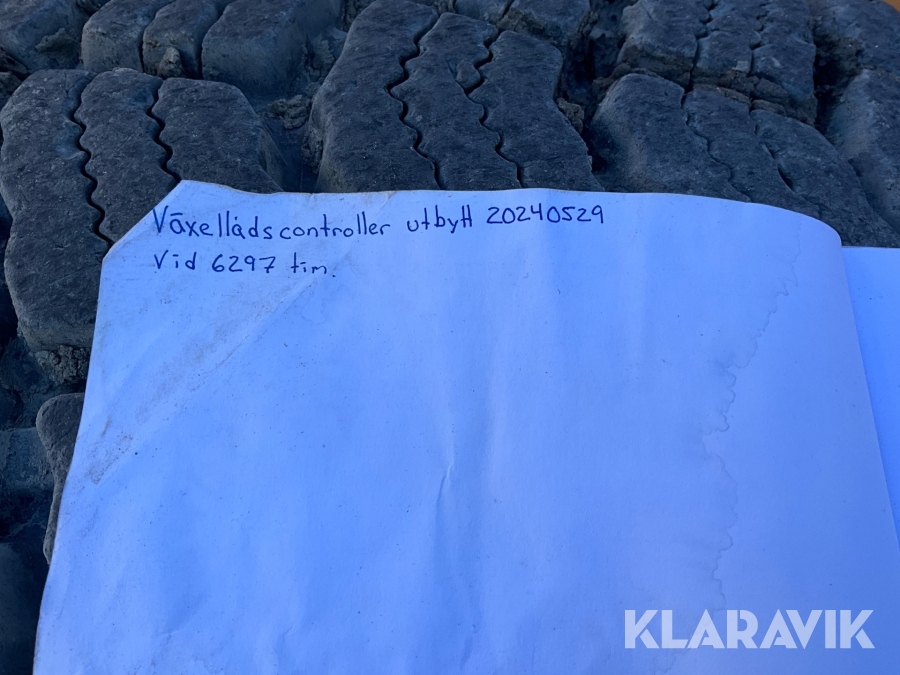 Växellådscontroller utbytt 20240529
Vid 6297 tim.
KLARAVIK